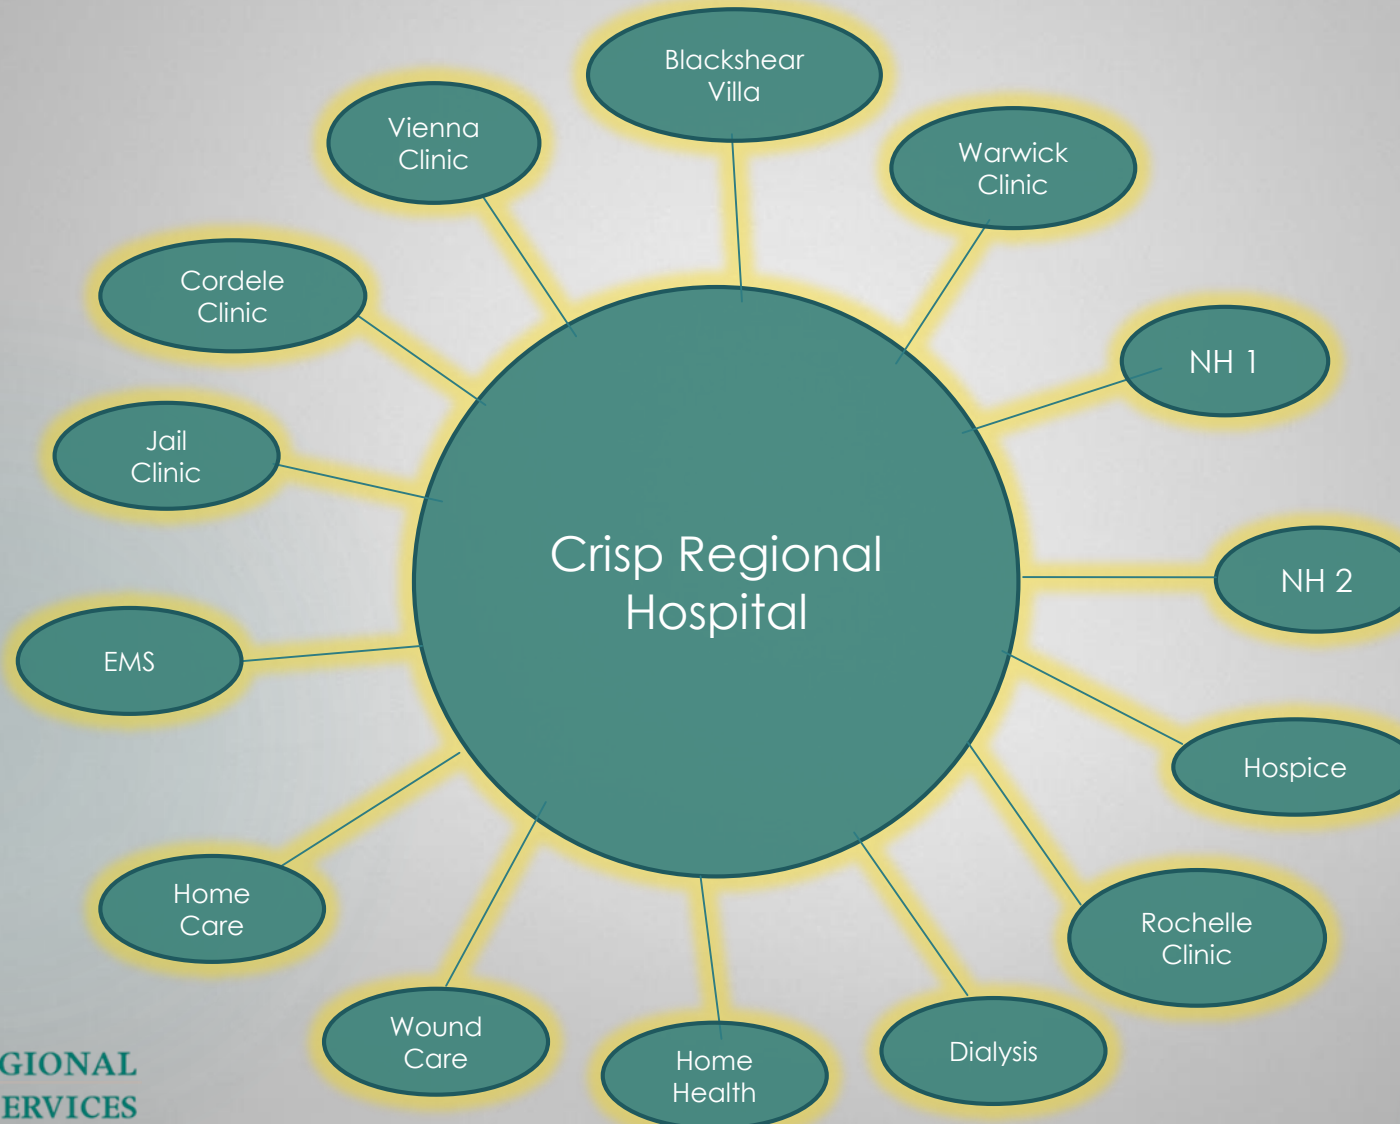 Blackshear
Villa
Vienna
Clinic
Warwick
Clinic
Cordele
Clinic
NH 1
Jail
Clinic
Crisp Regional
Hospital
NH 2
EMS
Hospice
Home
Care
Rochelle
Clinic
Wound
Care
Dialysis
Home
Health
GIONAL
ERVICES